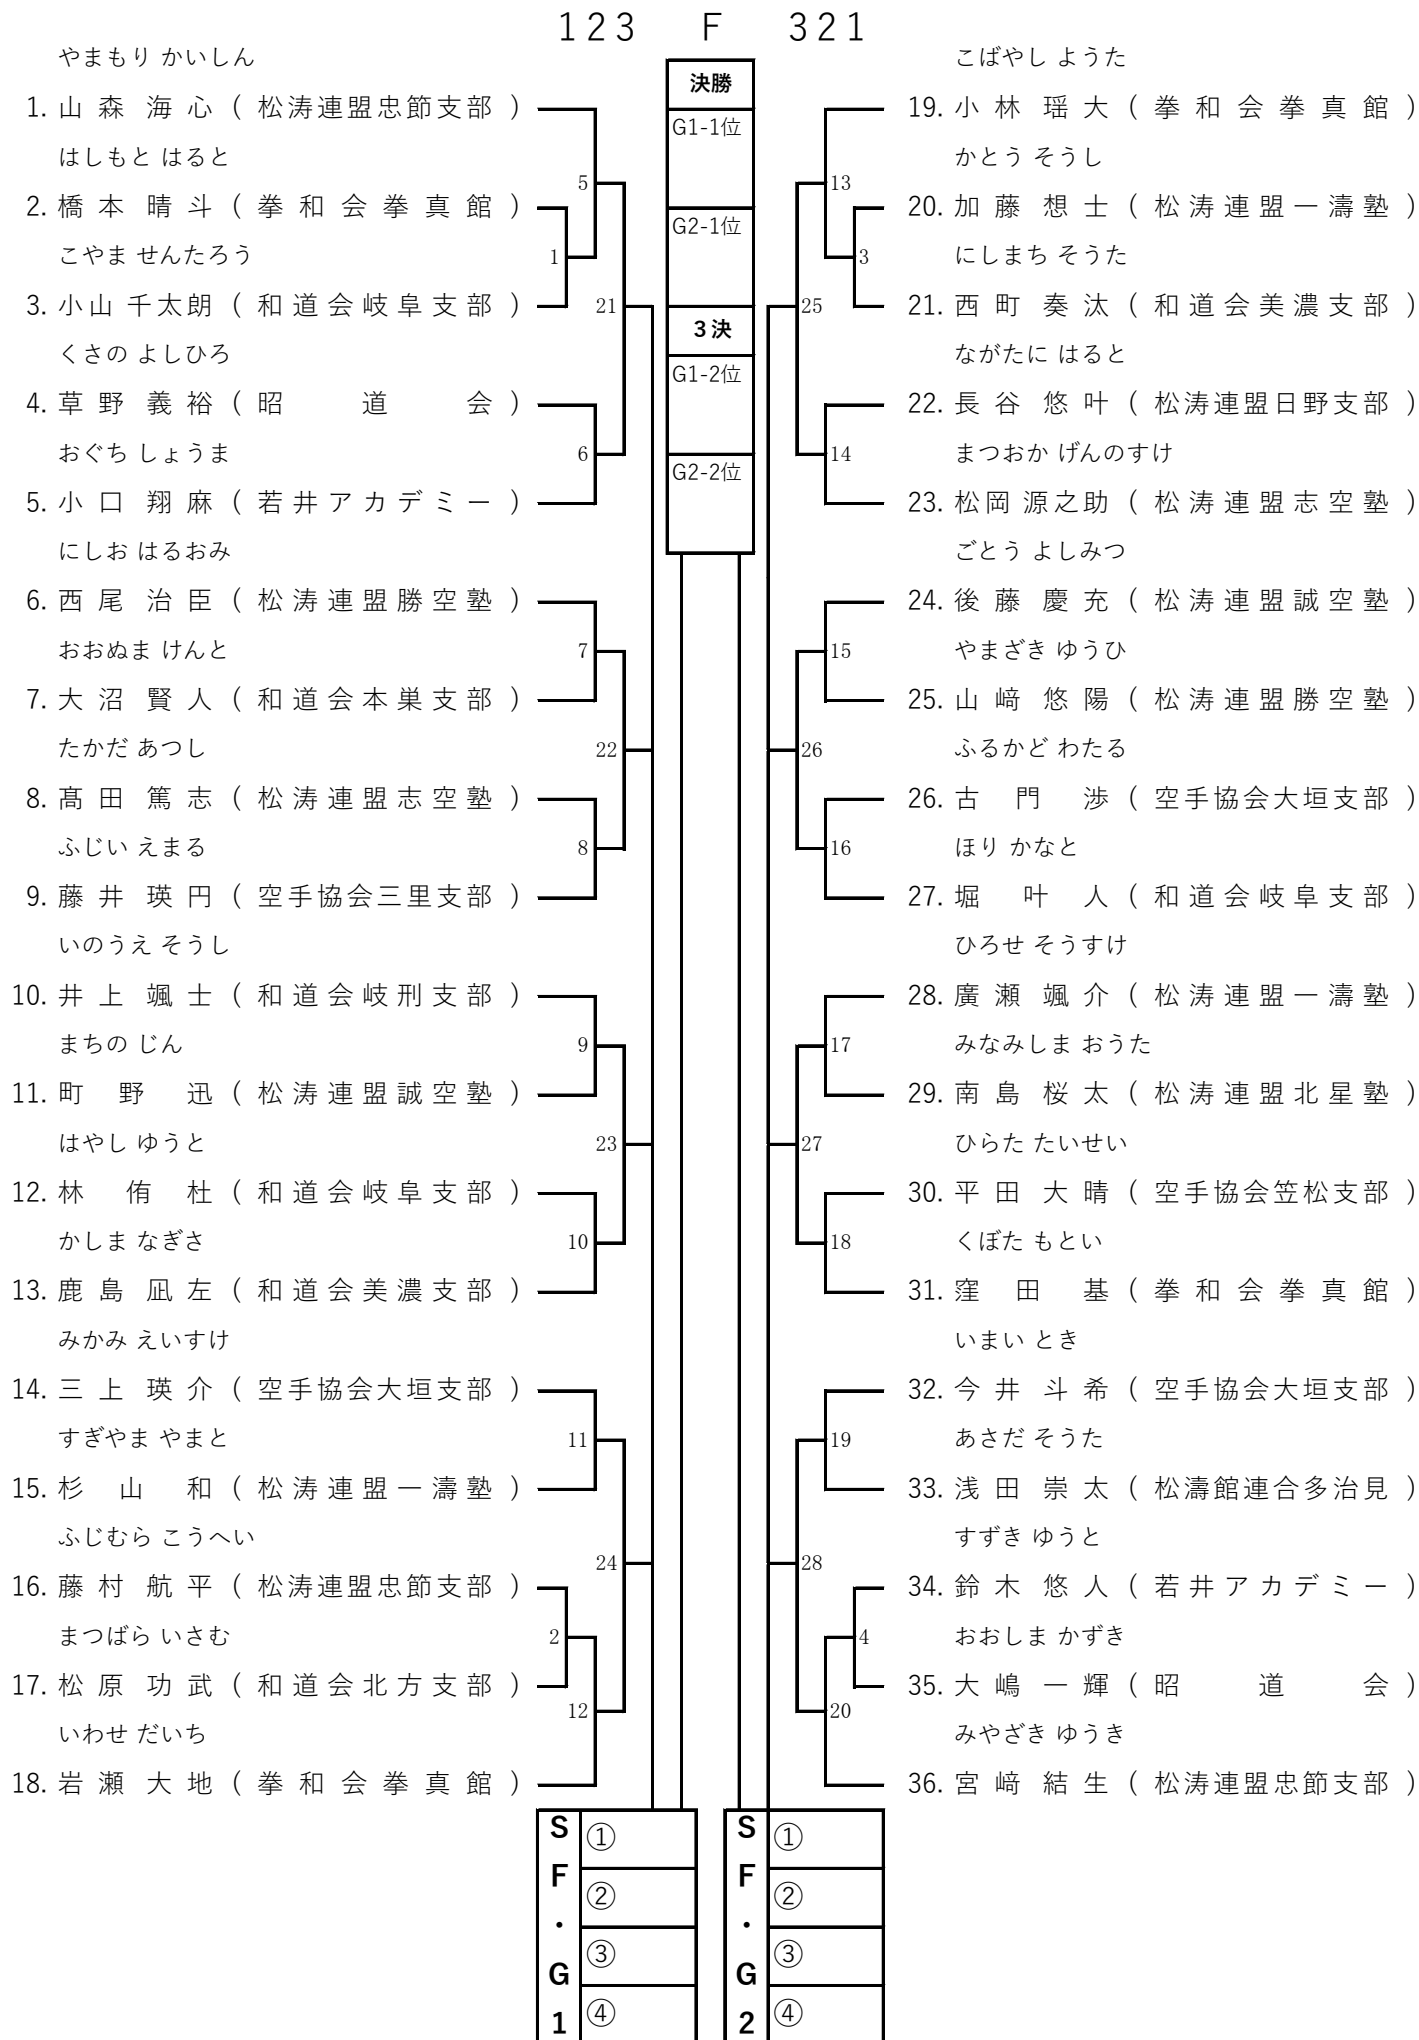 1 2 3 F 3 2 1
やまもり かいしん
1. 山森 海心 ( 松涛連盟忠節支部 )
はしもと はると
2. 橋本 晴斗 ( 拳和会拳真館 )
こやま せんたろう
3. 小山 千太朗 ( 和道会岐阜支部 )
くさの よしひろ
4. 草野 義裕 ( 昭道会 )
おぐち しょうま
5. 小口 翔麻 ( 若井アカデミー )
にしお はるおみ
6. 西尾 治臣 ( 松涛連盟勝空塾 )
おおぬま けんと
7. 大沼 賢人 ( 和道会本巣支部 )
たかだ あつし
8. 髙田 篤志 ( 松涛連盟志空塾 )
ふじい えまる
9. 藤井 瑛円 ( 空手協会三里支部 )
いのうえ そうし
10. 井上 颯士 ( 和道会岐刑支部 )
まちの じん
11. 町野 迅 ( 松涛連盟誠空塾 )
はやし ゆうと
12. 林 侑杜 ( 和道会岐阜支部 )
かしま なぎさ
13. 鹿島 凪左 ( 和道会美濃支部 )
みかみ えいすけ
14. 三上 瑛介 ( 空手協会大垣支部 )
すぎやま やまと
15. 杉山 和 ( 松涛連盟一濤塾 )
ふじむら こうへい
16. 藤村 航平 ( 松涛連盟忠節支部 )
まつばら いさむ
17. 松原 功武 ( 和道会北方支部 )
いわせ だいち
18. 岩瀬 大地 ( 拳和会拳真館 )
5
1
21
6
7
22
8
9
23
10
11
24
2
12
決勝
G1-1位
G2-1位
3決
G1-2位
G2-2位
13
3
25
14
15
26
16
17
27
18
19
28
4
20
こばやし ようた
19. 小林 瑶大 ( 拳和会拳真館 )
かとう そうし
20. 加藤 想士 ( 松涛連盟一濤塾 )
にしまち そうた
21. 西町 奏汰 ( 和道会美濃支部 )
ながたに はると
22. 長谷 悠叶 ( 松涛連盟日野支部 )
まつおか げんのすけ
23. 松岡 源之助 ( 松涛連盟志空塾 )
ごとう よしみつ
24. 後藤 慶充 ( 松涛連盟誠空塾 )
やまざき ゆうひ
25. 山﨑 悠陽 ( 松涛連盟勝空塾 )
ふるかど わたる
26. 古門 渉 ( 空手協会大垣支部 )
ほり かなと
27. 堀 叶人 ( 和道会岐阜支部 )
ひろせ そうすけ
28. 廣瀬 颯介 ( 松涛連盟一濤塾 )
みなみしま おうた
29. 南島 桜太 ( 松涛連盟北星塾 )
ひらた たいせい
30. 平田 大晴 ( 空手協会笠松支部 )
くぼた もとい
31. 窪田 基 ( 拳和会拳真館 )
いまい とき
32. 今井 斗希 ( 空手協会大垣支部 )
あさだ そうた
33. 浅田 崇太 ( 松濤館連合多治見 )
すずき ゆうと
34. 鈴木 悠人 ( 若井アカデミー )
おおしま かずき
35. 大嶋 一輝 ( 昭道会 )
みやざき ゆうき
36. 宮﨑 結生 ( 松涛連盟忠節支部 )
SF・G1
①
②
③
④
SF・G2
①
②
③
④